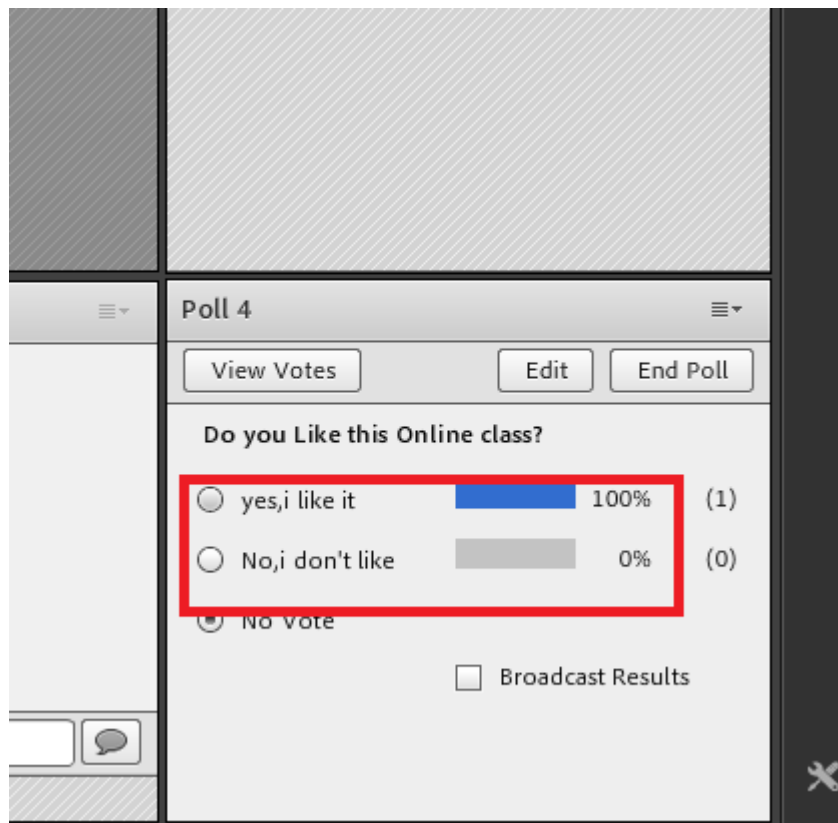 Poll 4
View Votes Edit End Poll
Do you Like this Online class?
yes,i like it 100% (1)
No,i don't like 0% (0)
No Vote
Broadcast Results